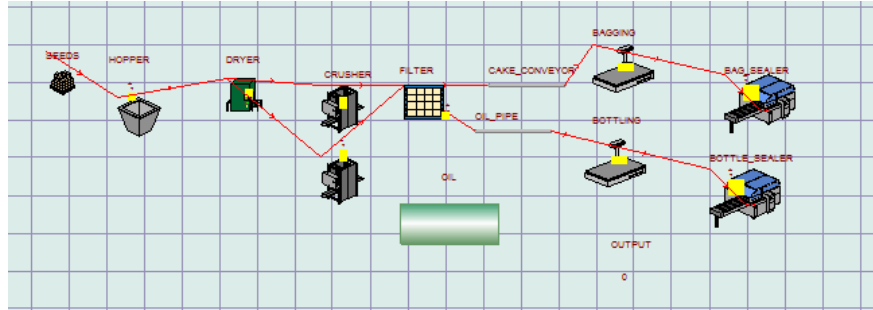 SEEDS
HOPPER
DRYER
CRUSHER
FILTER
CAKE_CONVEYOR
BAGGING
BAG_SEALER
OIL_PIPE
BOTTLING
BOTTLE_SEALER
OIL
OUTPUT
0